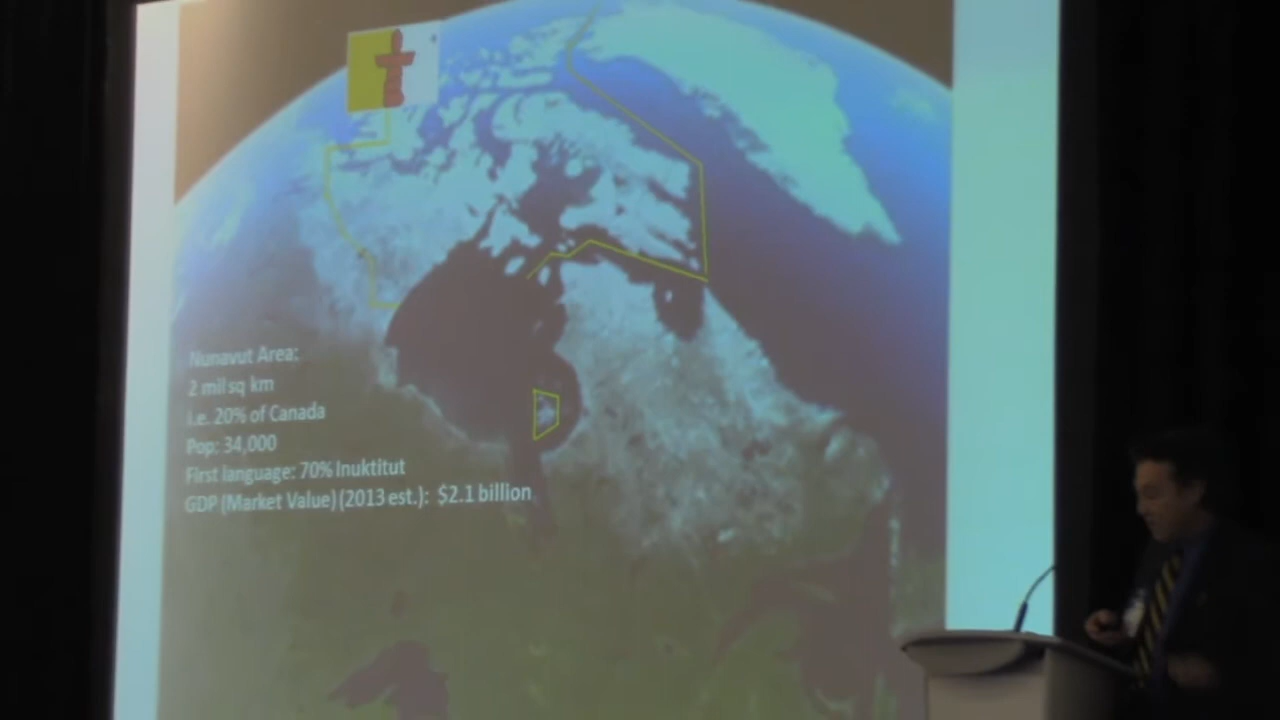 Nunavut Area:
2 mil sq km
i.e. 20% of Canada
Pop: 34,000
First language: 70% Inuktitut
GDP (Market Value) (2013 est.): $2.1 billion